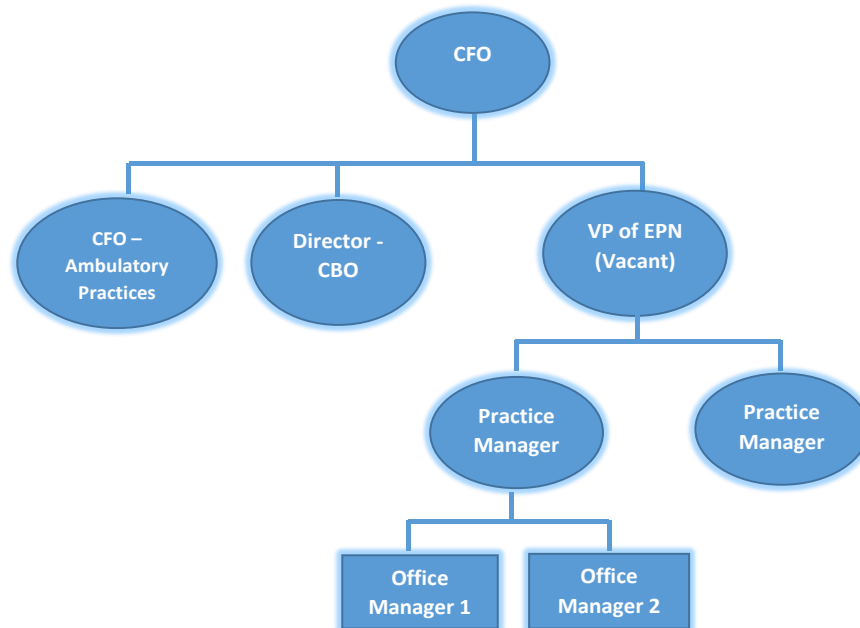 CFO
CFO –
Ambulatory
Practices
Director -
CBO
VP of EPN
(Vacant)
Practice
Manager
Practice
Manager
Office
Manager 1
Office
Manager 2